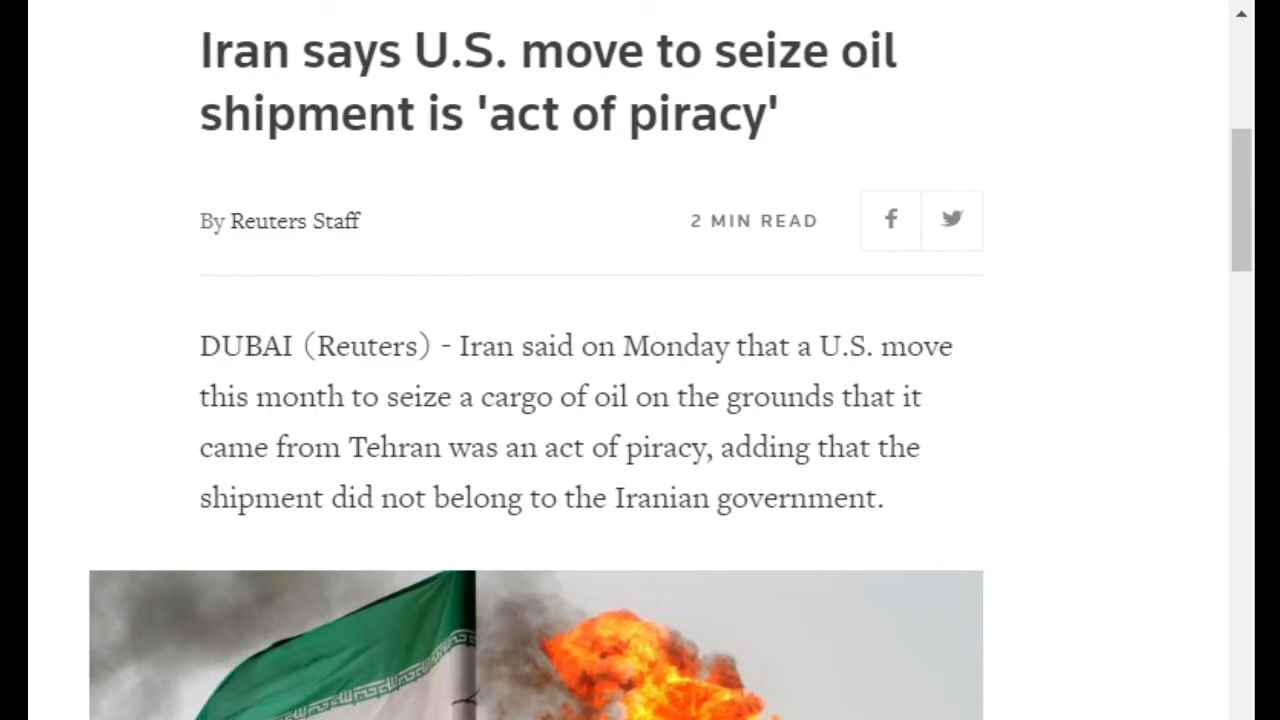 Iran says U.S. move to seize oil
shipment is 'act of piracy'
By Reuters Staff
2 MIN READ
DUBAI (Reuters) - Iran said on Monday that a U.S. move
this month to seize a cargo of oil on the grounds that it
came from Tehran was an act of piracy, adding that the
shipment did not belong to the Iranian government.